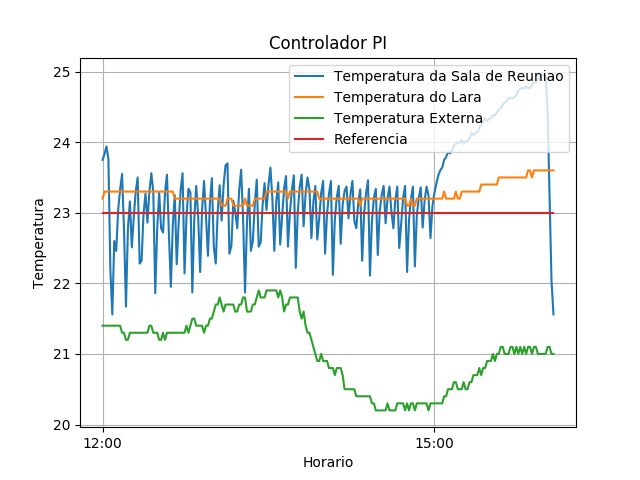 Controlador PI
Temperatura da Sala de Reuniao
Temperatura do Lara
Temperatura Externa
Referencia
Temperatura
25
24
23
22
21
20
12:00
15:00
Horario